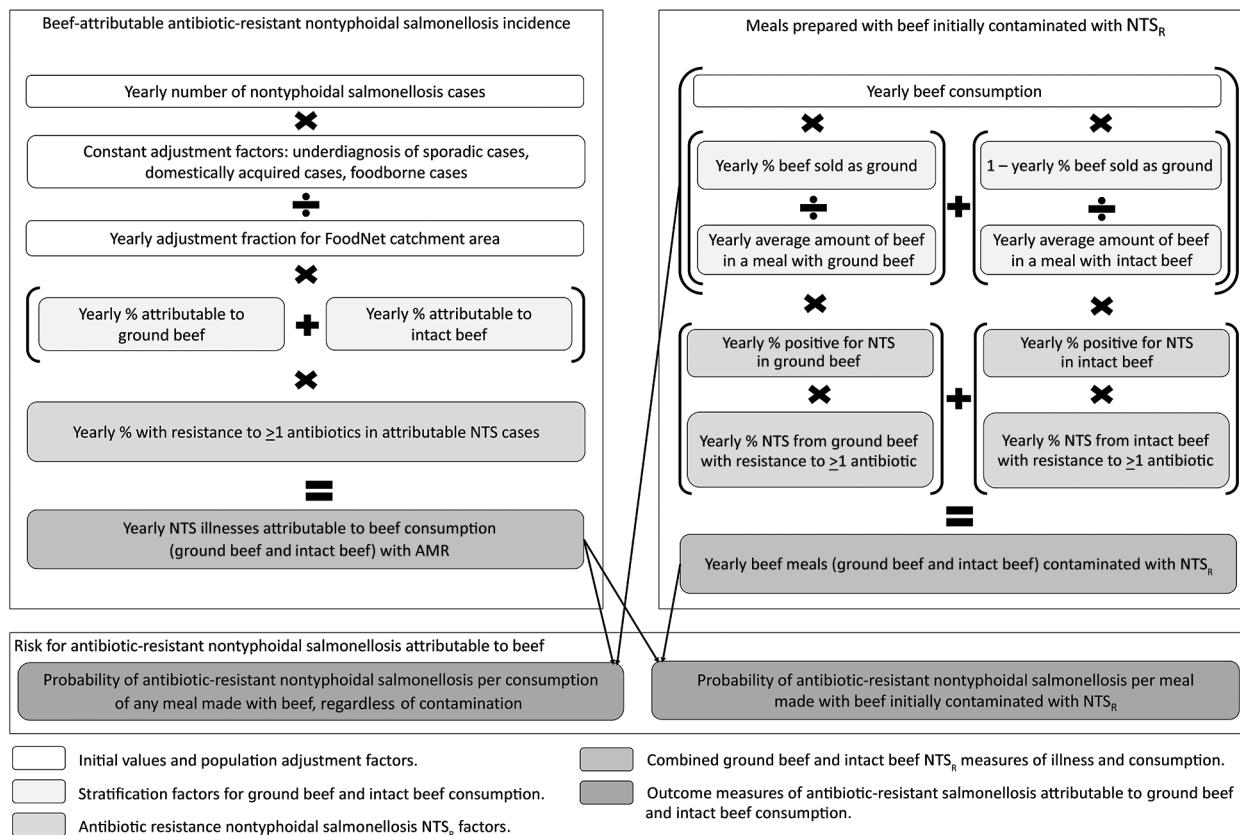 Beef-attributable antibiotic-resistant nontyphoidal salmonellosis incidence
Yearly number of nontyphoidal salmonellosis cases
×
Constant adjustment factors: underdiagnosis of sporadic cases,
domestically acquired cases, foodborne cases
÷
Yearly adjustment fraction for FoodNet catchment area
×
Yearly % attributable to
ground beef
+
Yearly % attributable to
intact beef
×
Yearly % with resistance to ≥1 antibiotics in attributable NTS cases
=
Yearly NTS illnesses attributable to beef consumption
(ground beef and intact beef) with AMR
Meals prepared with beef initially contaminated with NTSR
Yearly beef consumption
× ×
Yearly % beef sold as ground
÷
Yearly average amount of beef
in a meal with ground beef
+
1 – yearly % beef sold as ground
÷
Yearly average amount of beef
in a meal with intact beef
× ×
Yearly % positive for NTS
in ground beef
×
Yearly % NTS from ground beef
with resistance to ≥1 antibiotic
+
Yearly % positive for NTS
in intact beef
×
Yearly % NTS from intact beef
with resistance to ≥1 antibiotic
=
Yearly beef meals (ground beef and intact beef) contaminated with NTSR
Risk for antibiotic-resistant nontyphoidal salmonellosis attributable to beef
Probability of antibiotic-resistant nontyphoidal salmonellosis per consumption
of any meal made with beef, regardless of contamination
Probability of antibiotic-resistant nontyphoidal salmonellosis per meal
made with beef initially contaminated with NTSR
Initial values and population adjustment factors.
Stratification factors for ground beef and intact beef consumption.
Antibiotic resistance nontyphoidal salmonellosis NTSR factors.
Combined ground beef and intact beef NTSR measures of illness and consumption.
Outcome measures of antibiotic-resistant salmonellosis attributable to ground beef
and intact beef consumption.